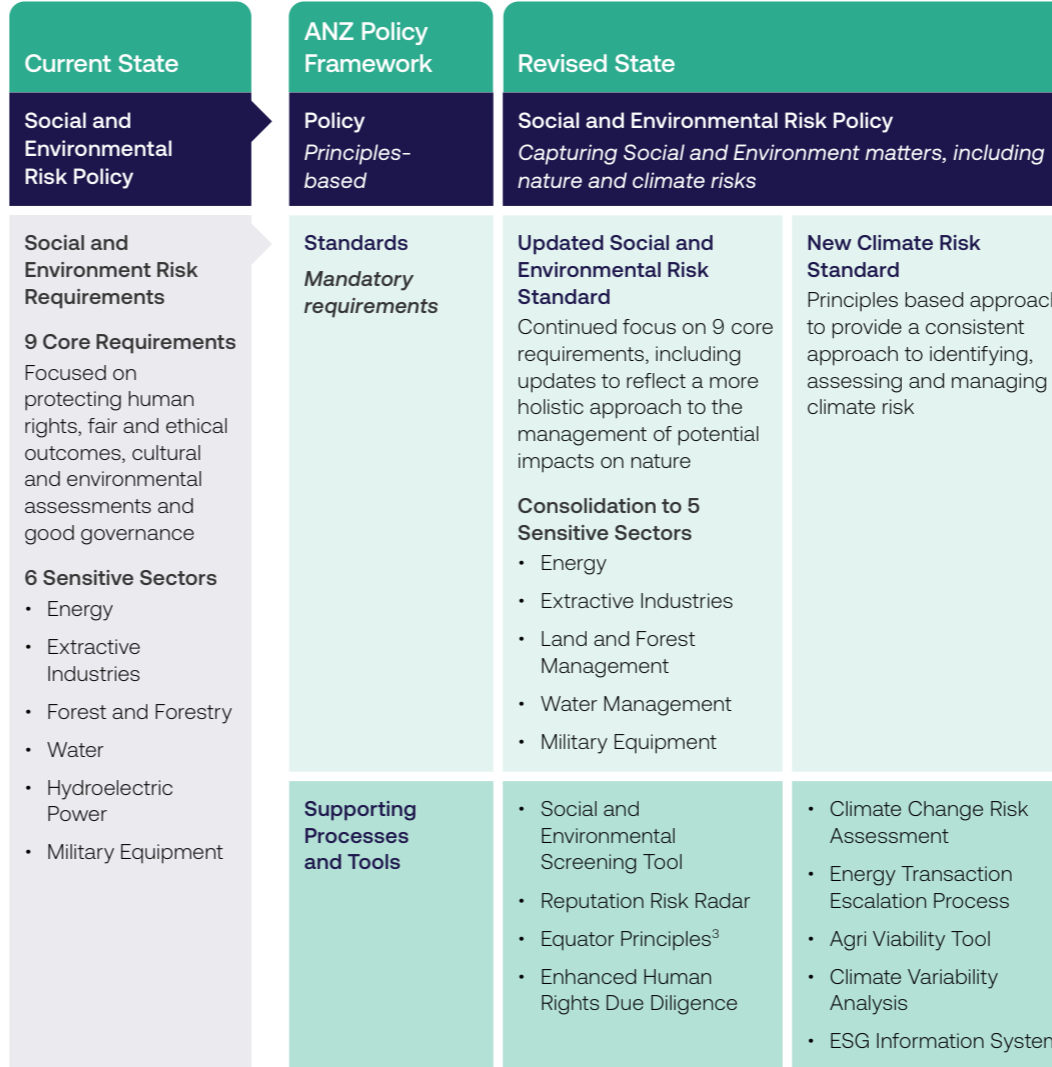 Current State
Social and
Environmental
Risk Policy
Social and
Environment Risk
Requirements
9 Core Requirements
Focused on
protecting human
rights, fair and ethical
outcomes, cultural
and environmental
assessments and
good governance
6 Sensitive Sectors
• Energy
• Extractive
Industries
• Forest and Forestry
• Water
• Hydroelectric
Power
• Military Equipment
ANZ Policy
Framework
Policy
Principles-
based
Standards
Mandatory
requirements
Supporting
Processes
and Tools
Revised State
Social and Environmental Risk Policy
Capturing Social and Environment matters, including
nature and climate risks
Updated Social and
Environmental Risk
Standard
Continued focus on 9 core
requirements, including
updates to reflect a more
holistic approach to the
management of potential
impacts on nature
Consolidation to 5
Sensitive Sectors
• Energy
• Extractive Industries
• Land and Forest
Management
• Water Management
• Military Equipment
New Climate Risk
Standard
Principles based approach
to provide a consistent
approach to identifying,
assessing and managing
climate risk
• Social and
Environmental
Screening Tool
• Reputation Risk Radar
• Equator Principles³
• Enhanced Human
Rights Due Diligence
• Climate Change Risk
Assessment
• Energy Transaction
Escalation Process
• Agri Viability Tool
• Climate Variability
Analysis
• ESG Information System